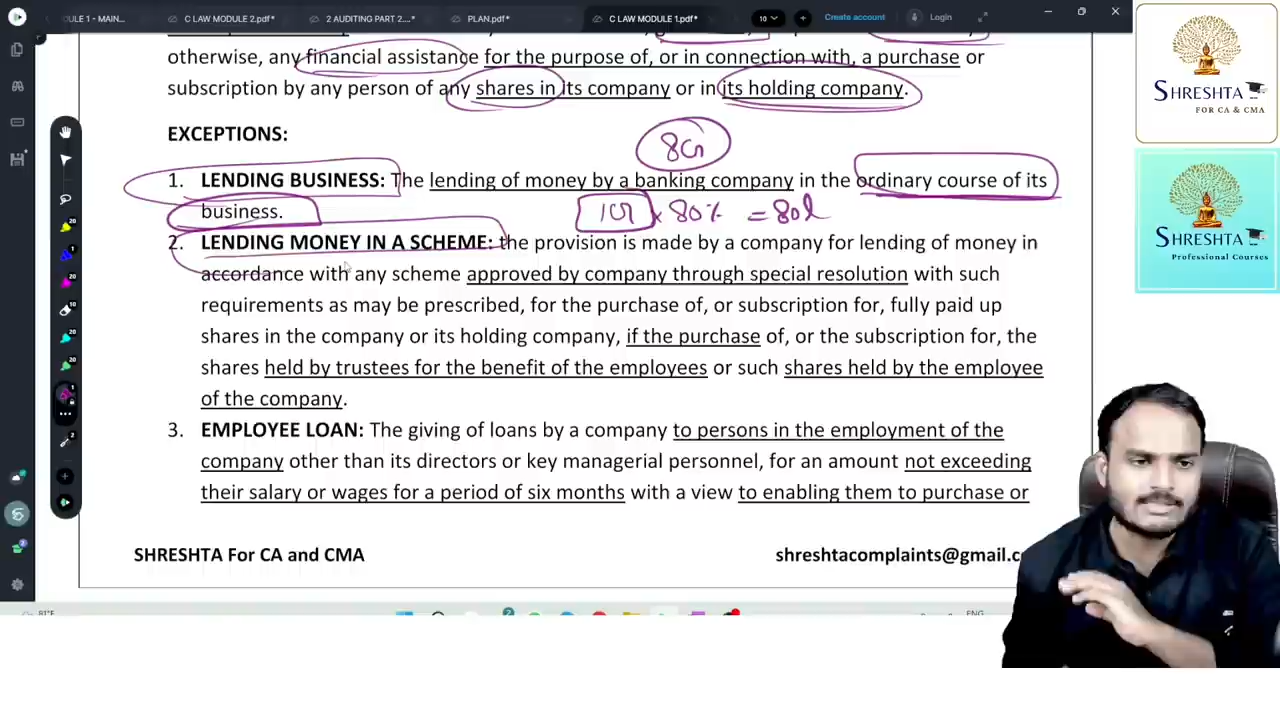 C LAW MODULE 2.pdf*
2 AUDITING PART 2....*
PLAN.pdf*
C LAW MODULE 1.pdf*
10
Create account
Login
otherwise, any financial assistance for the purpose of, or in connection with, a purchase or
subscription by any person of any shares in its company or in its holding company.
EXCEPTIONS:
8Cr
1. LENDING BUSINESS: The lending of money by a banking company in the ordinary course of its
business.
1Cr x 80% = 80L
2. LENDING MONEY IN A SCHEME: the provision is made by a company for lending of money in
accordance with any scheme approved by company through special resolution with such
requirements as may be prescribed, for the purchase of, or subscription for, fully paid up
shares in the company or its holding company, if the purchase of, or the subscription for, the
shares held by trustees for the benefit of the employees or such shares held by the employee
of the company.
3. EMPLOYEE LOAN: The giving of loans by a company to persons in the employment of the
company other than its directors or key managerial personnel, for an amount not exceeding
their salary or wages for a period of six months with a view to enabling them to purchase or
SHRESHTA For CA and CMA
shreshtacomplaints@gmail.c
ENG
SHRESHTA
FOR CA & CMA
SHRESHTA
Professional Courses